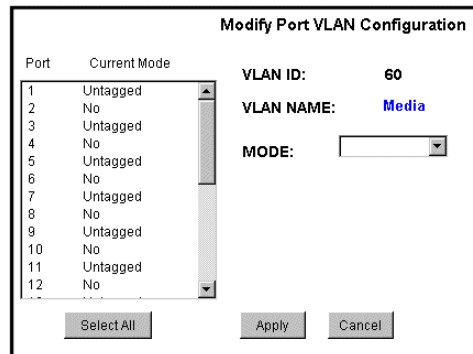 Modify Port VLAN Configuration
Port Current Mode
1 Untagged
2 No
3 Untagged
4 No
5 Untagged
6 No
7 Untagged
8 No
9 Untagged
10 No
11 Untagged
12 No
VLAN ID: 60
VLAN NAME: Media
MODE:
Select All
Apply
Cancel